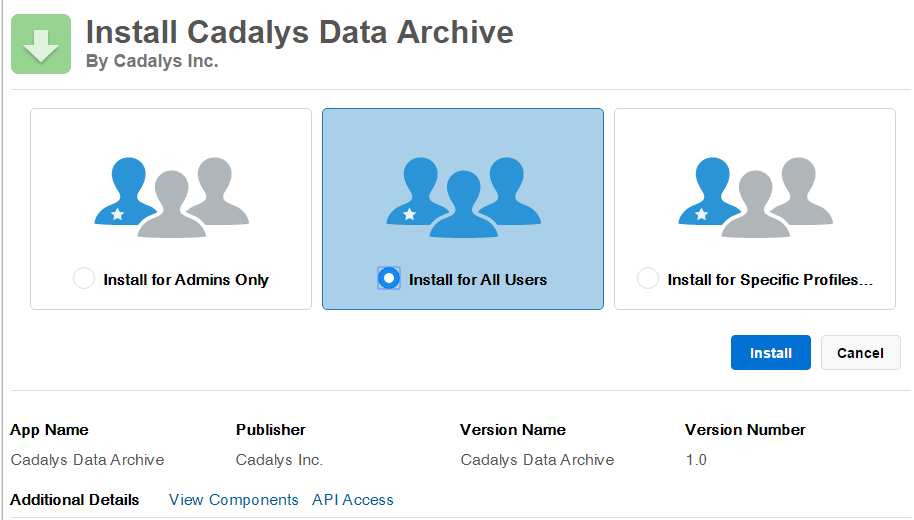 Install Cadalys Data Archive
By Cadalys Inc.
Install for Admins Only
Install for All Users
Install for Specific Profiles...
Install
Cancel
App Name
Publisher
Version Name
Version Number
Cadalys Data Archive
Cadalys Inc.
Cadalys Data Archive
1.0
Additional Details View Components API Access